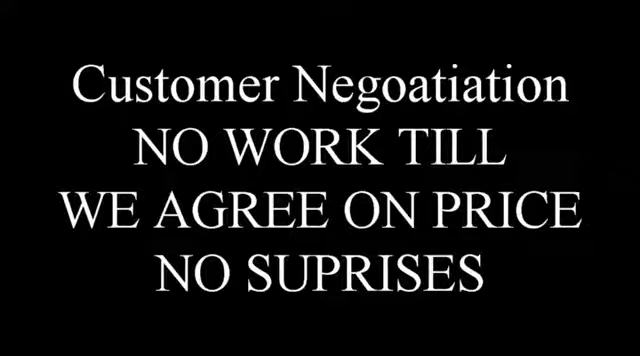 Customer Negoatiation
NO WORK TILL
WE AGREE ON PRICE
NO SUPRISES